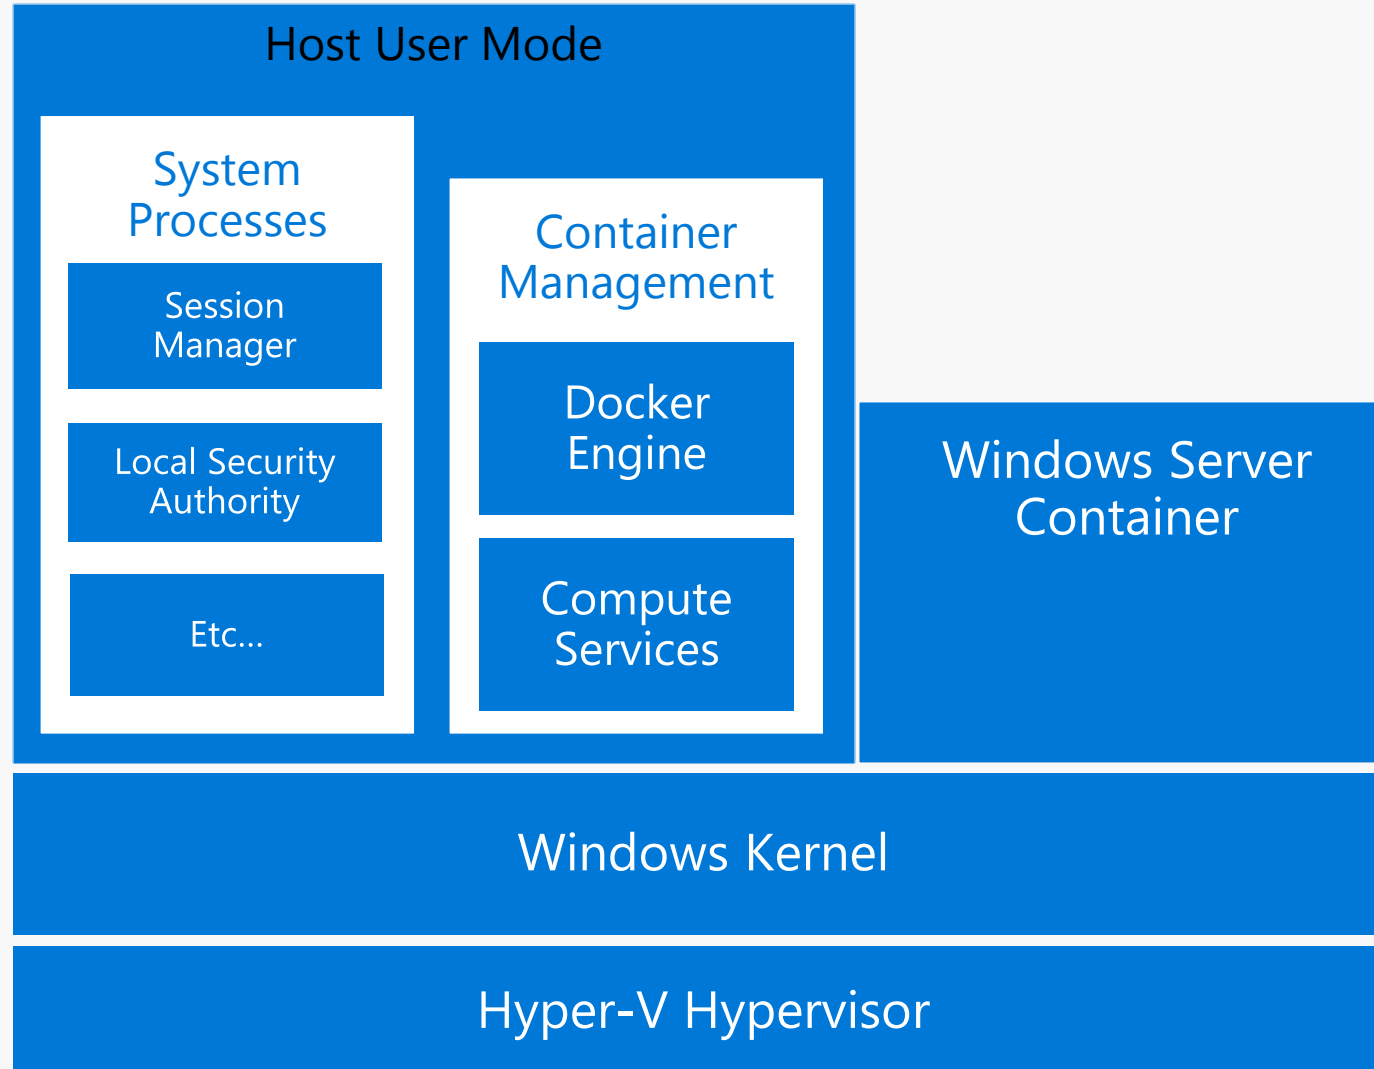 Host User Mode
System
Processes
Session
Manager
Local Security
Authority
Etc...
Container
Management
Docker
Engine
Compute
Services
Windows Server
Container
Windows Kernel
Hyper-V Hypervisor